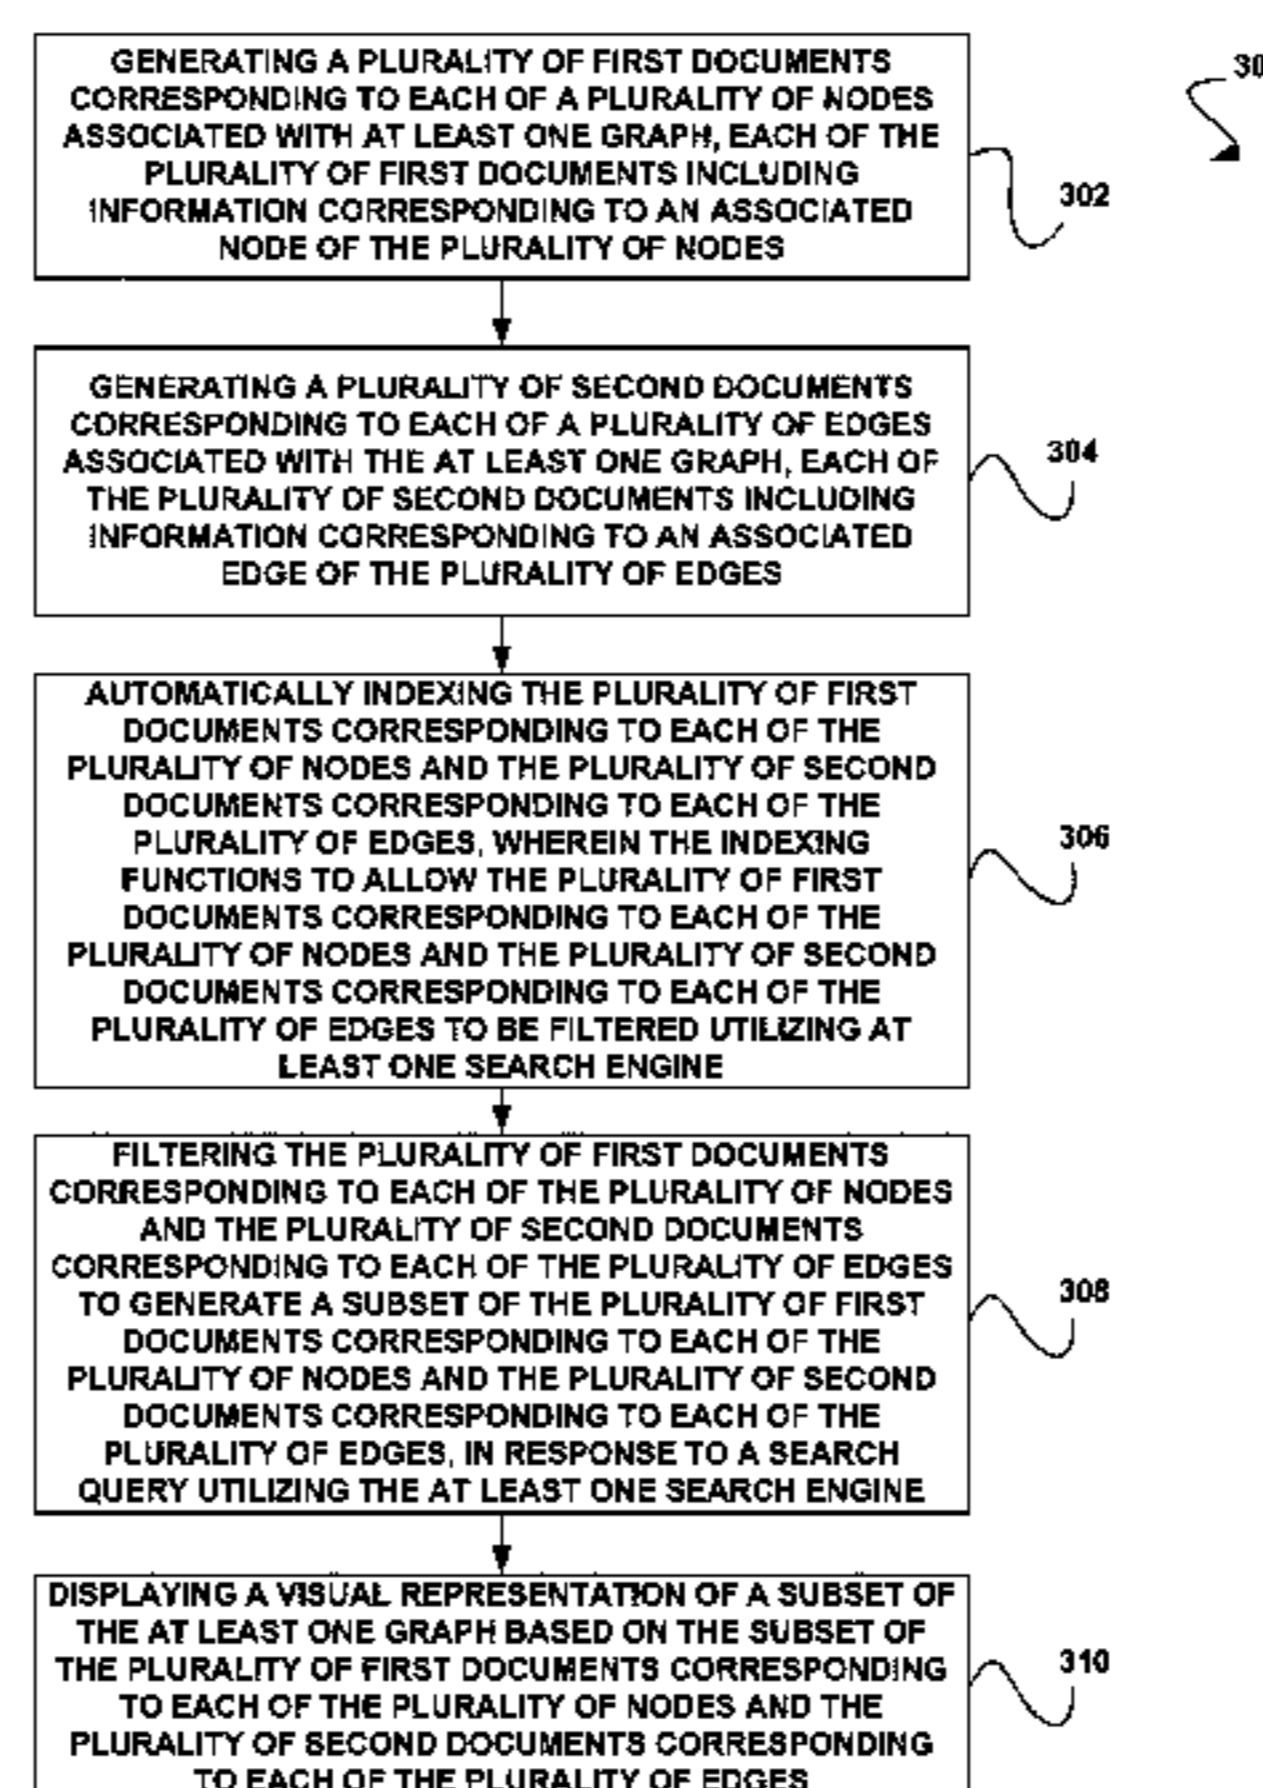 GENERATING A PLURALITY OF FIRST DOCUMENTS
CORRESPONDING TO EACH OF A PLURALITY OF NODES
ASSOCIATED WITH AT LEAST ONE GRAPH, EACH OF THE
PLURALITY OF FIRST DOCUMENTS INCLUDING
INFORMATION CORRESPONDING TO AN ASSOCIATED
NODE OF THE PLURALITY OF NODES
302
GENERATING A PLURALITY OF SECOND DOCUMENTS
CORRESPONDING TO EACH OF A PLURALITY OF EDGES
ASSOCIATED WITH THE AT LEAST ONE GRAPH, EACH OF
THE PLURALITY OF SECOND DOCUMENTS INCLUDING
INFORMATION CORRESPONDING TO AN ASSOCIATED
EDGE OF THE PLURALITY OF EDGES
304
AUTOMATICALLY INDEXING THE PLURALITY OF FIRST
DOCUMENTS CORRESPONDING TO EACH OF THE
PLURALITY OF NODES AND THE PLURALITY OF SECOND
DOCUMENTS CORRESPONDING TO EACH OF THE
PLURALITY OF EDGES, WHEREIN THE INDEXING
FUNCTIONS TO ALLOW THE PLURALITY OF FIRST
DOCUMENTS CORRESPONDING TO EACH OF THE
PLURALITY OF NODES AND THE PLURALITY OF SECOND
DOCUMENTS CORRESPONDING TO EACH OF THE
PLURALITY OF EDGES TO BE FILTERED UTILIZING AT
LEAST ONE SEARCH ENGINE
306
FILTERING THE PLURALITY OF FIRST DOCUMENTS
CORRESPONDING TO EACH OF THE PLURALITY OF NODES
AND THE PLURALITY OF SECOND DOCUMENTS
CORRESPONDING TO EACH OF THE PLURALITY OF EDGES
TO GENERATE A SUBSET OF THE PLURALITY OF FIRST
DOCUMENTS CORRESPONDING TO EACH OF THE
PLURALITY OF NODES AND THE PLURALITY OF SECOND
DOCUMENTS CORRESPONDING TO EACH OF THE
PLURALITY OF EDGES, IN RESPONSE TO A SEARCH
QUERY UTILIZING THE AT LEAST ONE SEARCH ENGINE
308
DISPLAYING A VISUAL REPRESENTATION OF A SUBSET OF
THE AT LEAST ONE GRAPH BASED ON THE SUBSET OF
THE PLURALITY OF FIRST DOCUMENTS CORRESPONDING
TO EACH OF THE PLURALITY OF NODES AND THE
PLURALITY OF SECOND DOCUMENTS CORRESPONDING
TO EACH OF THE PLURALITY OF EDGES
310